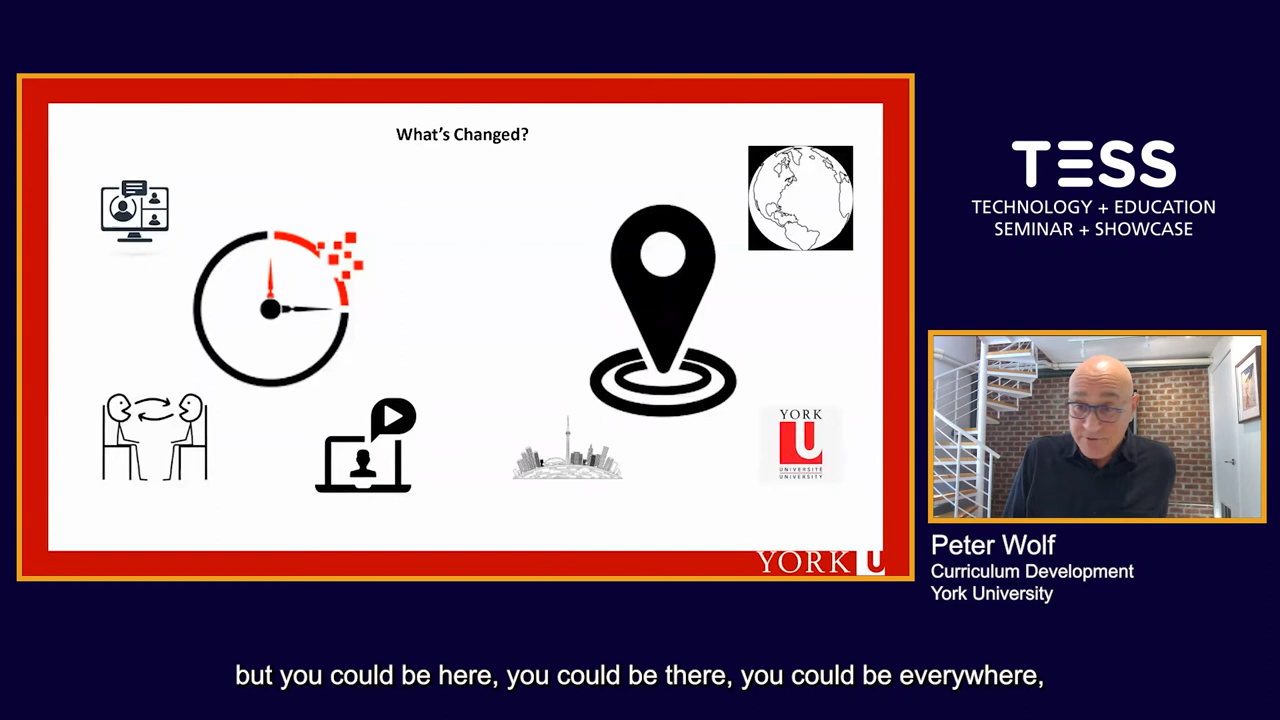 What's Changed?
YORK
U
UNIVERSITÉ
UNIVERSITY
YORK U
TESS
TECHNOLOGY + EDUCATION
SEMINAR + SHOWCASE
Peter Wolf
Curriculum Development
York University
but you could be here, you could be there, you could be everywhere,